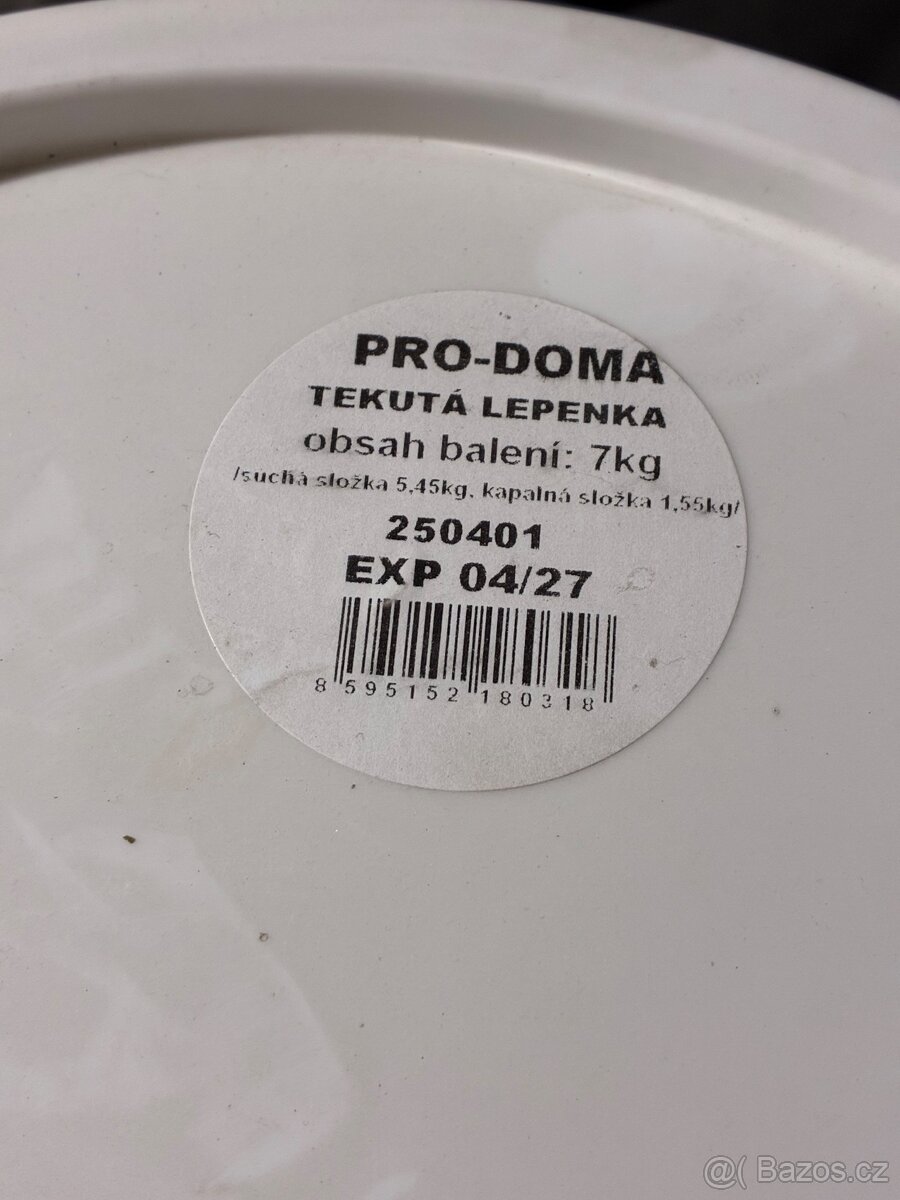 PRO-DOMA
TEKUTÁ LEPENKA
obsah balení: 7kg
/suchá složka 5,45kg, kapalná složka 1,55kg/
250401
EXP 04/27
8 595152 180318
@( Bazos.cz